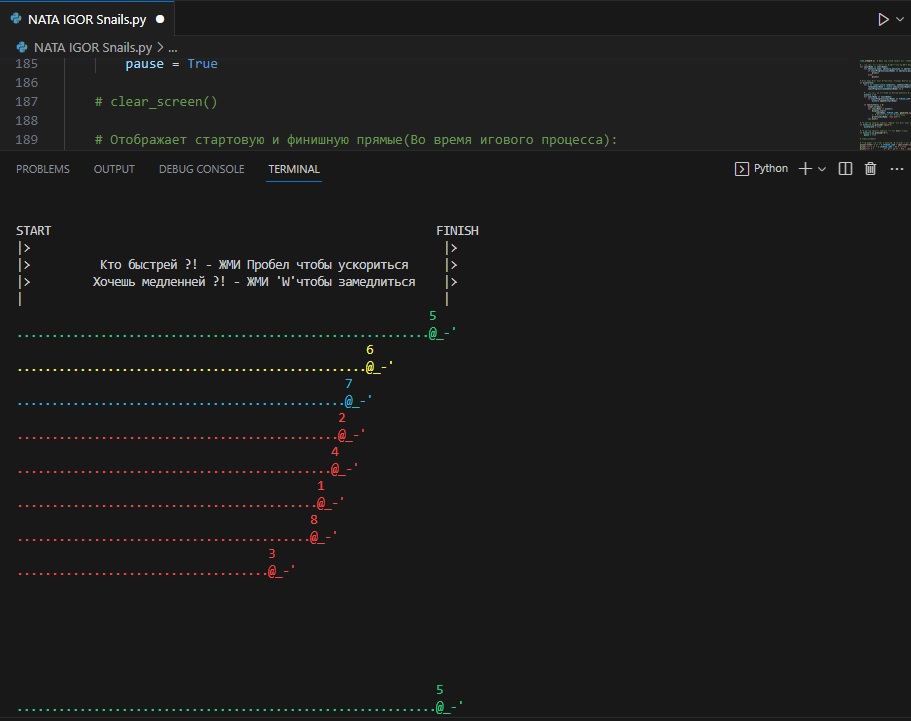 NATA IGOR Snails.py ●
NATA IGOR Snails.py > ...
185 pause = True
186
187 # clear_screen()
188
189 # Отображает стартовую и финишную прямые(Во время игового процесса):
PROBLEMS OUTPUT DEBUG CONSOLE TERMINAL Python
START FINISH
|> |>
|> Кто быстрей ?! - ЖМИ Пробел чтобы ускориться |>
|> Хочешь медленней ?! - ЖМИ 'W'чтобы замедлиться |>
| |
5
...........................................................@_-'
6
..................................................@_-'
7
...............................................@_-'
2
..............................................@_-'
4
.............................................@_-'
1
...........................................@_-'
8
..........................................@_-'
3
....................................@_-'
5
............................................................@_-'